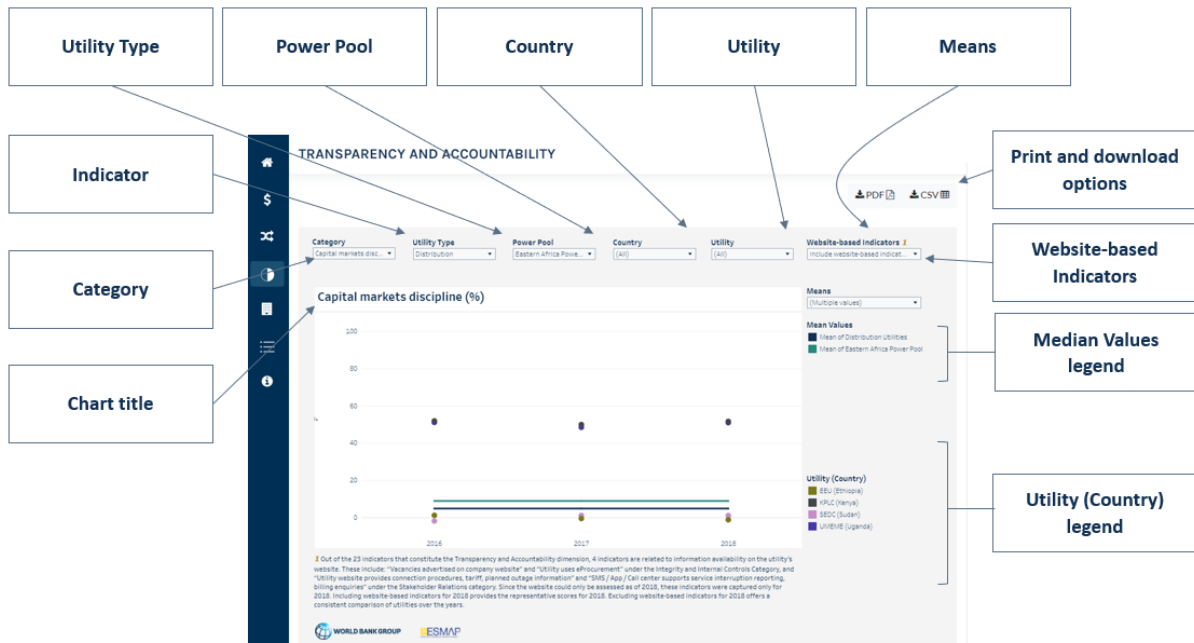 Utility Type
Power Pool
Country
Utility
Means
Indicator
Category
Chart title
Print and download
options
Website-based
Indicators
Median Values
legend
Utility (Country)
legend
TRANSPARENCY AND ACCOUNTABILITY
PDF
CSV
Category
Utility Type
Power Pool
Country
Utility
Website-based Indicators
Capital markets disc...
Distribution
Eastern Africa Powe...
(All)
(All)
Include website-based indicat...
Capital markets discipline (%)
Means
(Multiple values)
Mean Values
Mean of Distribution Utilities
Mean of Eastern Africa Power Pool
100
80
60
40
20
0
2016
2017
2018
Utility (Country)
EEU (Ethiopia)
KPLC (Kenya)
SEDC (Sudan)
UMEME (Uganda)
Out of the 23 indicators that constitute the Transparency and Accountability dimension, 4 indicators are related to information availability on the utility's
website. These include: "Vacancies advertised on company website" and "Utility uses eProcurement" under the Integrity and Internal Controls Category, and
"Utility website provides connection procedures, tariff, planned outage information" and "SMS / App / Call center supports service interruption reporting,
billing enquiries" under the Stakeholder Relations category. Since the website could only be assessed as of 2018, these indicators were captured only for
2018. Including website-based indicators for 2018 provides the representative scores for 2018. Excluding website-based indicators for 2018 offers a
consistent comparison of utilities over the years.
WORLD BANK GROUP
ESMAP